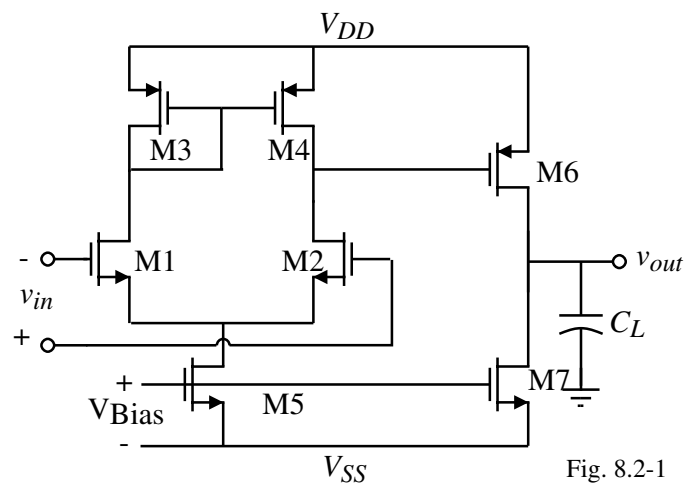 VDD
M3
M4
M6
-
M1
M2
vout
vin
+
CL
+
VBias
M5
M7
-
VSS
Fig. 8.2-1